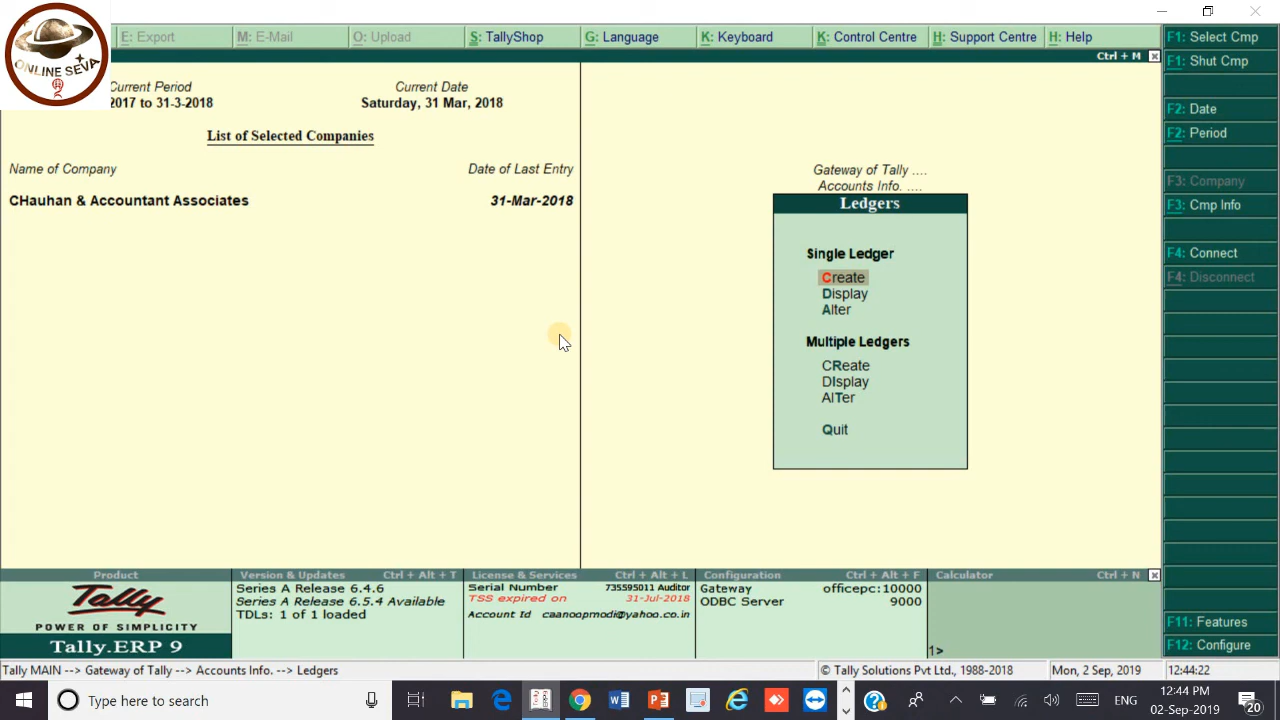 ONLINE SEVA
E: Export
M: E-Mail
O: Upload
S: TallyShop
G: Language
K: Keyboard
K: Control Centre
H: Support Centre
H: Help
Ctrl + M
Current Period
2017 to 31-3-2018
Current Date
Saturday, 31 Mar, 2018
List of Selected Companies
Name of Company
Date of Last Entry
CHauhan & Accountant Associates
31-Mar-2018
Gateway of Tally ....
Accounts Info. ....
Ledgers
Single Ledger
Create
Display
Alter
Multiple Ledgers
CReate
DIsplay
AlTer
Quit
F1: Select Cmp
F1: Shut Cmp
F2: Date
F2: Period
F3: Company
F3: Cmp Info
F4: Connect
F4: Disconnect
F11: Features
F12: Configure
Product
Tally
POWER OF SIMPLICITY
Tally.ERP 9
Version & Updates Ctrl + Alt + T
Series A Release 6.4.6
Series A Release 6.5.4 Available
TDLs: 1 of 1 loaded
License & Services Ctrl + Alt + L
Serial Number 735595011 Auditor
TSS expired on 31-Jul-2018
Account Id caanoopmodi@yahoo.co.in
Configuration Ctrl + Alt + F
Gateway officepc:10000
ODBC Server 9000
Calculator Ctrl + N
1>
Tally MAIN --> Gateway of Tally --> Accounts Info. --> Ledgers
© Tally Solutions Pvt Ltd., 1988-2018
Mon, 2 Sep, 2019
12:44:22
Type here to search
ENG
12:44 PM
02-Sep-2019
20